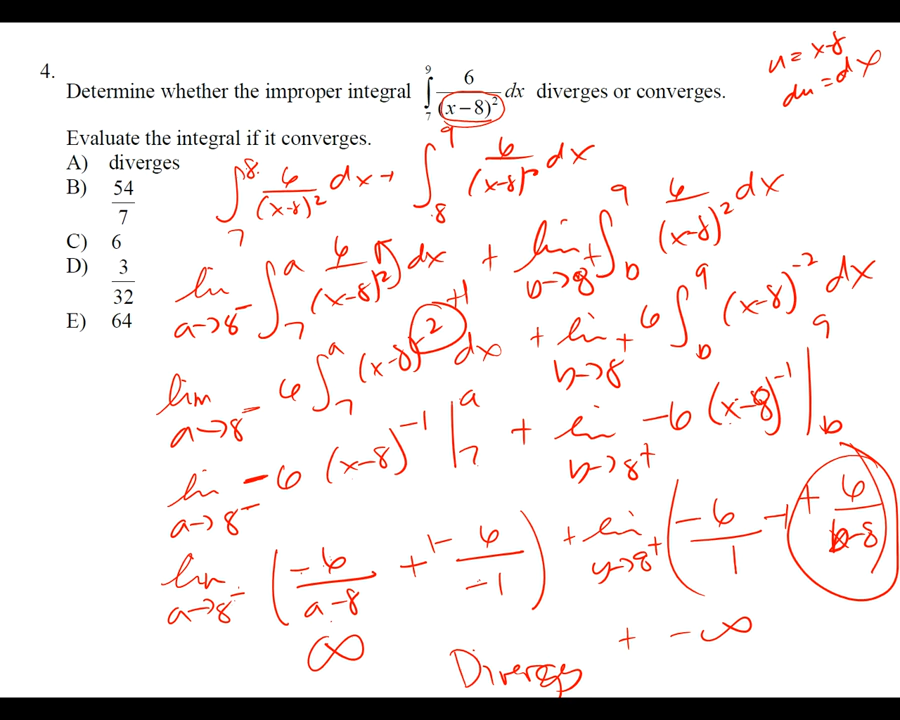 4.
Determine whether the improper integral ∫₇⁹ 6/(x−8)² dx diverges or converges.
u = x-8
du = dx
Evaluate the integral if it converges.
A) diverges
B) 54/7
C) 6
D) 3/32
E) 64
∫₇⁸ 6/(x-8)² dx + ∫₈⁹ 6/(x-8)² dx
lim a→8⁻ ∫₇ᵃ 6/(x-8)² dx + lim b→8⁺ ∫_b⁹ 6/(x-8)² dx
lim a→8⁻ 6 ∫₇ᵃ (x-8)^-2+1 dx + lim b→8⁺ 6 ∫_b⁹ (x-8)⁻² dx
lim a→8⁻ -6 (x-8)⁻¹ |₇ᵃ + lim b→8⁺ -6 (x-8)⁻¹ |_b⁹
lim a→8⁻ (-6/(a-8) + 6/-1) + lim →8⁺ (-6/1 + 6/(b-8))
∞ + -∞
Diverges